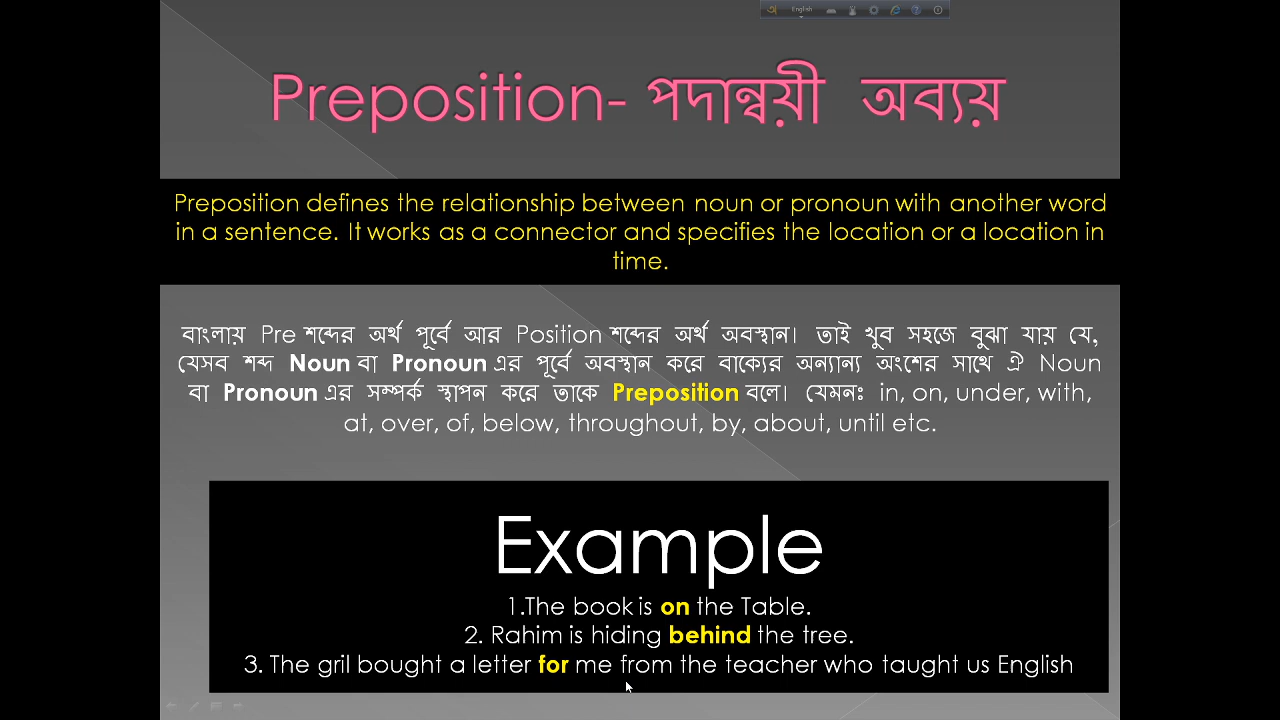 English
Preposition- পদান্বয়ী অব্যয়
Preposition defines the relationship between noun or pronoun with another word
in a sentence. It works as a connector and specifies the location or a location in
time.
বাংলায় Pre শব্দের অর্থ পূর্বে আর Position শব্দের অর্থ অবস্থান। তাই খুব সহজে বুঝা যায় যে,
যেসব শব্দ Noun বা Pronoun এর পূর্বে অবস্থান করে বাক্যের অন্যান্য অংশের সাথে ঐ Noun
বা Pronoun এর সম্পর্ক স্থাপন করে তাকে Preposition বলে। যেমনঃ in, on, under, with,
at, over, of, below, throughout, by, about, until etc.
Example
1.The book is on the Table.
2. Rahim is hiding behind the tree.
3. The gril bought a letter for me from the teacher who taught us English